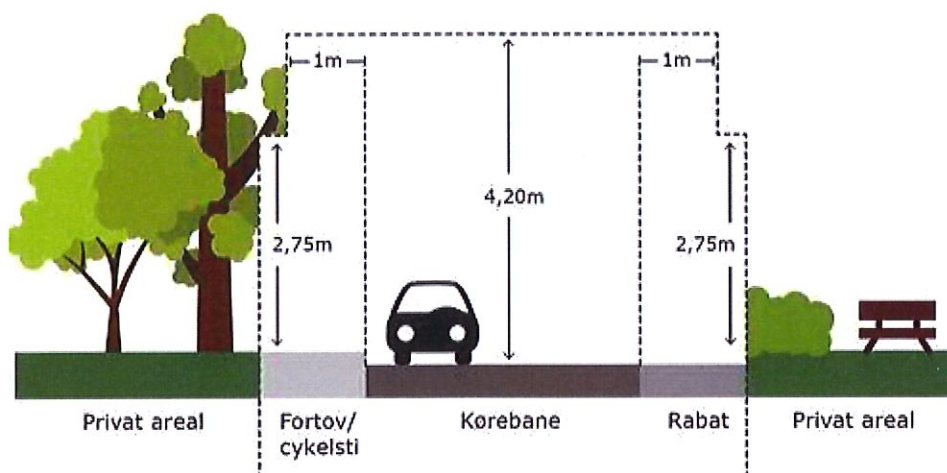 1m
1m
4,20m
2,75m
2,75m
Privat areal
Fortov/
cykelsti
Kørebane
Rabat
Privat areal